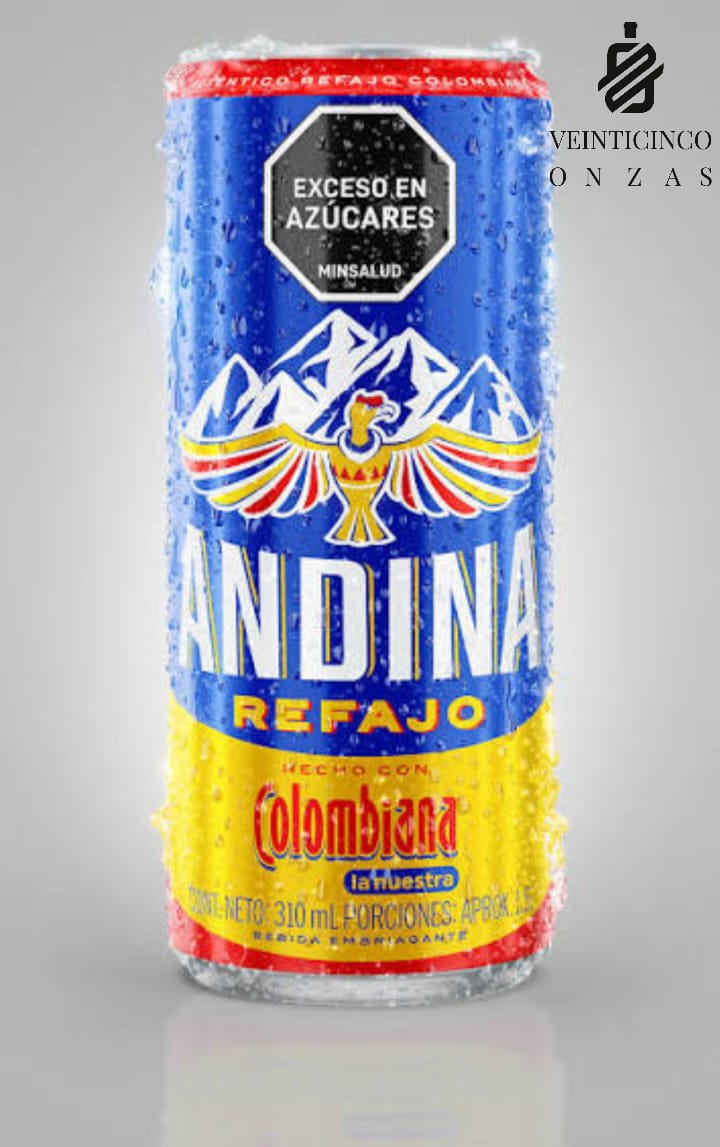 AUTÉNTICO REFAJO COLOMBIANO
VEINTICINCO
ONZAS
EXCESO EN
AZÚCARES
MINSALUD
ANDINA
REFAJO
HECHO CON
Colombiana
la nuestra
CONT. NETO: 310 mL PORCIONES: APROX. 1.5
BEBIDA EMBRIAGANTE